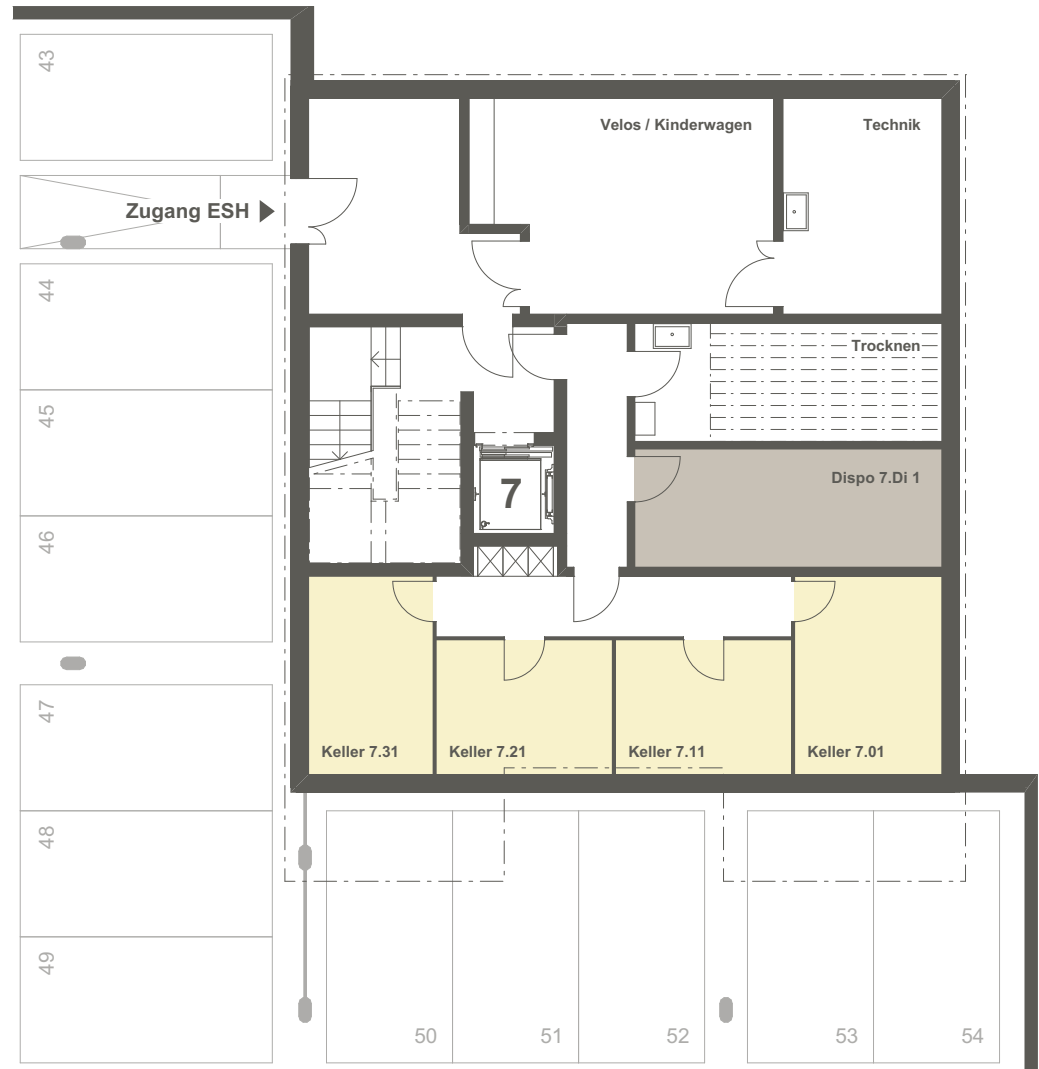 43
Velos / Kinderwagen
Technik
Zugang ESH
44
Trocknen
45
Dispo 7.Di 1
7
46
47
Keller 7.31
Keller 7.21
Keller 7.11
Keller 7.01
48
49
50
51
52
53
54